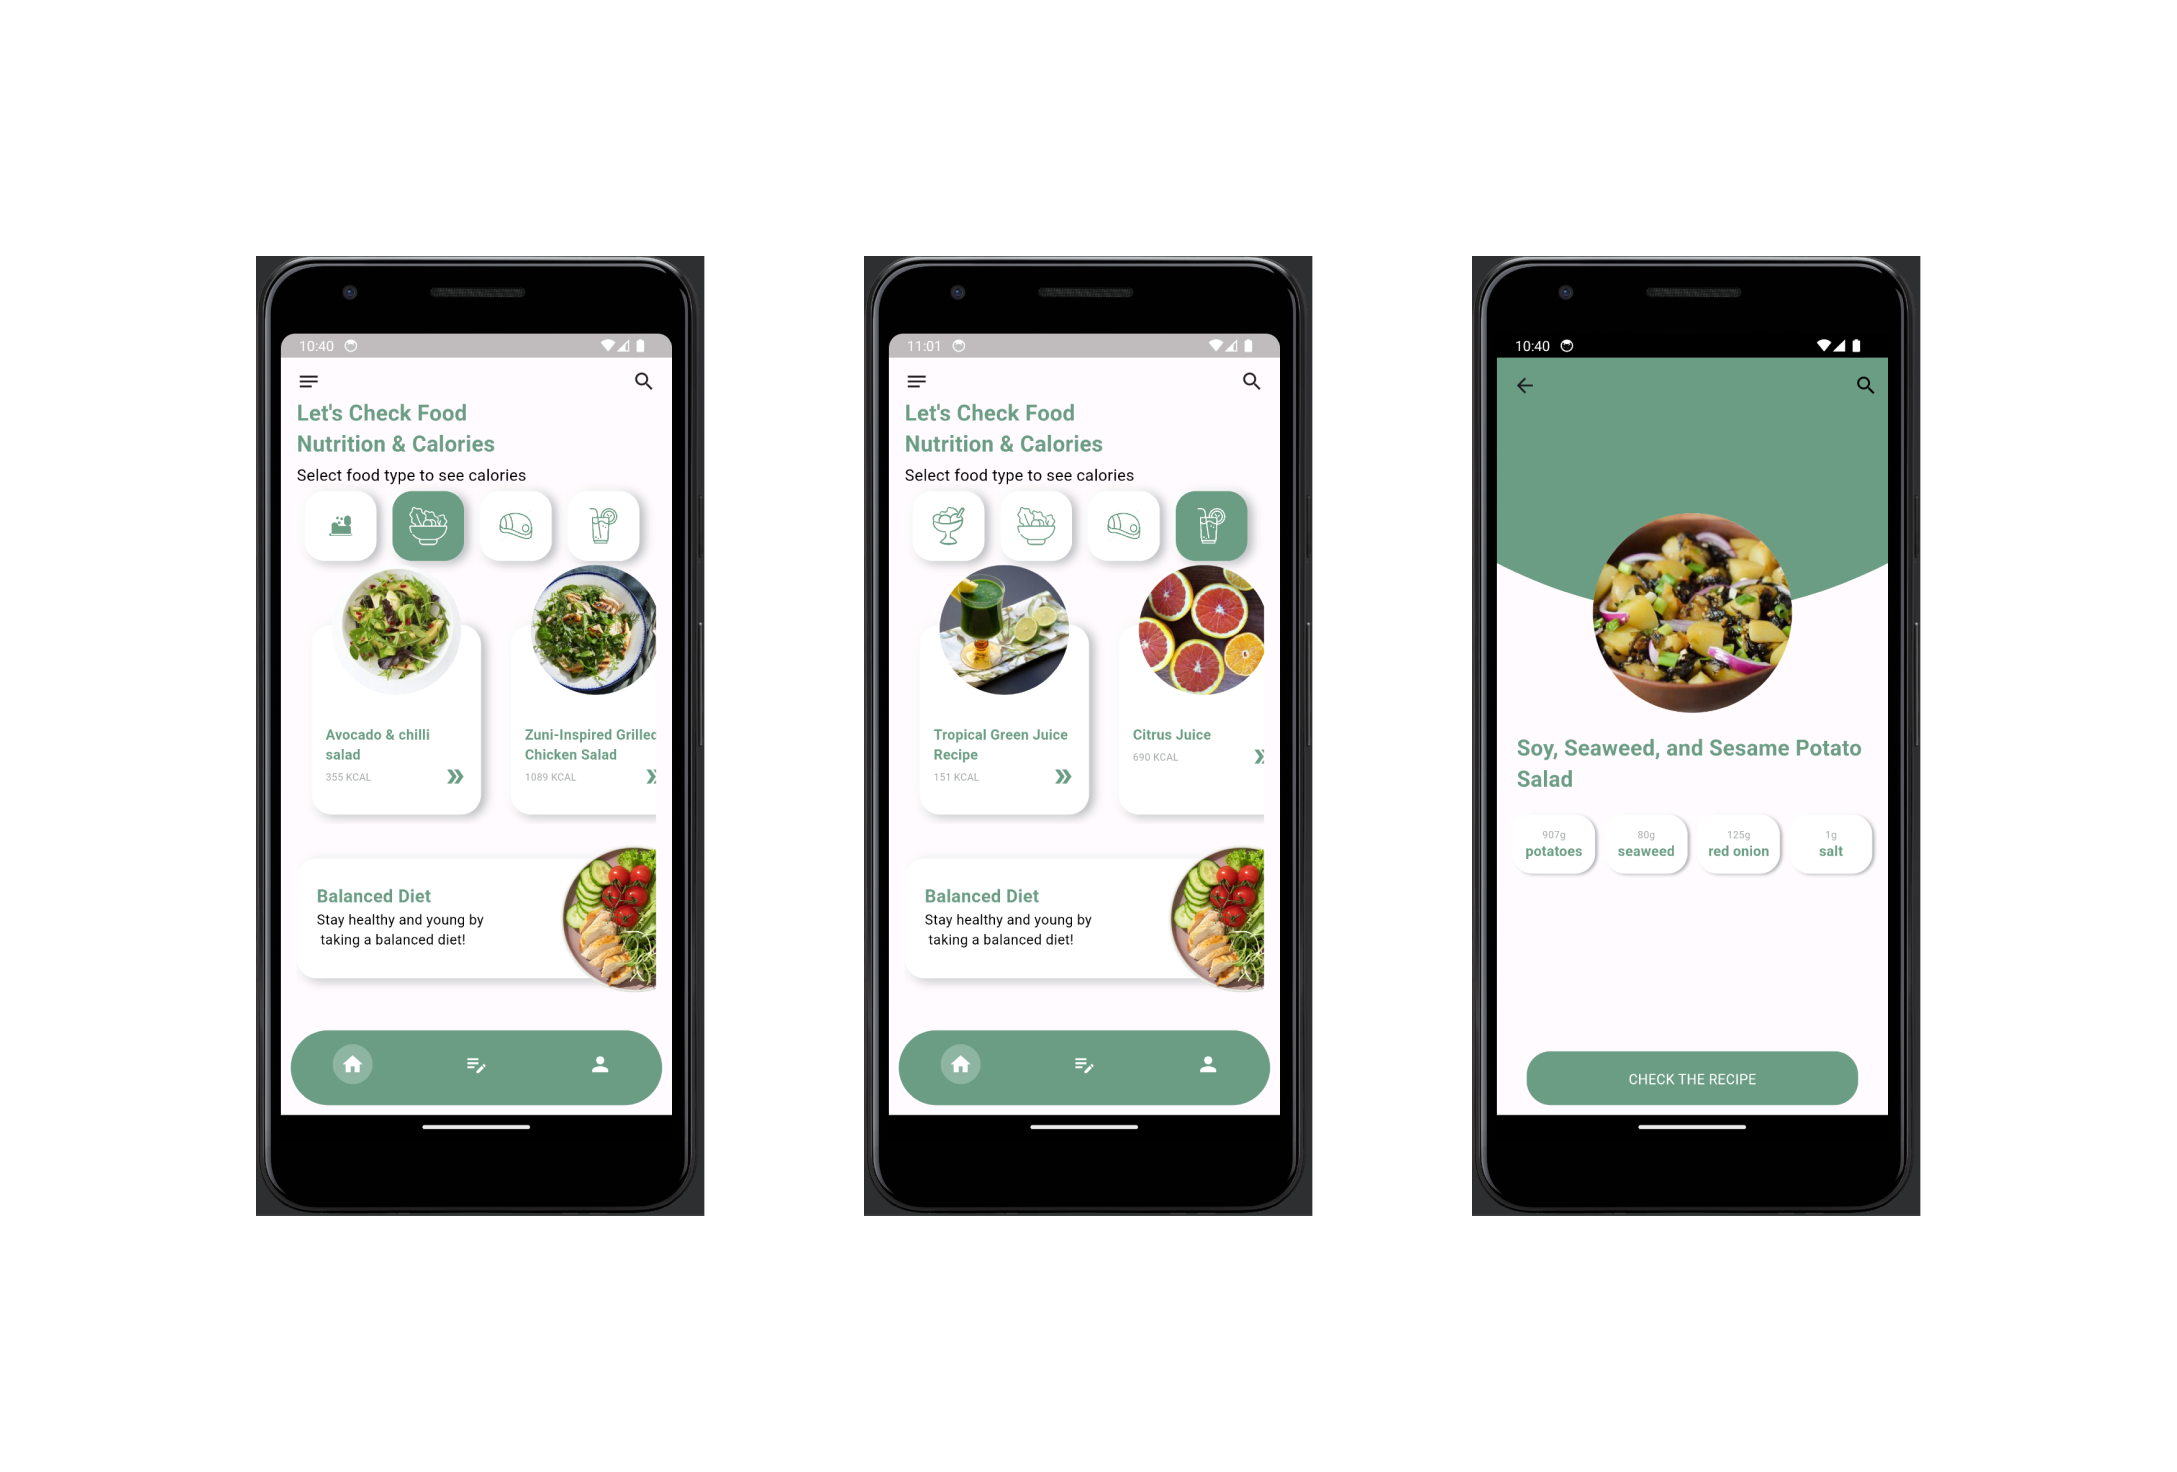 10:40
Let's Check Food
Nutrition & Calories
Select food type to see calories
Avocado & chilli
salad
355 KCAL
Zuni-Inspired Grilled
Chicken Salad
1089 KCAL
Balanced Diet
Stay healthy and young by
taking a balanced diet!
11:01
Let's Check Food
Nutrition & Calories
Select food type to see calories
Tropical Green Juice
Recipe
151 KCAL
Citrus Juice
690 KCAL
Balanced Diet
Stay healthy and young by
taking a balanced diet!
10:40
Soy, Seaweed, and Sesame Potato
Salad
907g
potatoes
80g
seaweed
125g
red onion
1g
salt
CHECK THE RECIPE